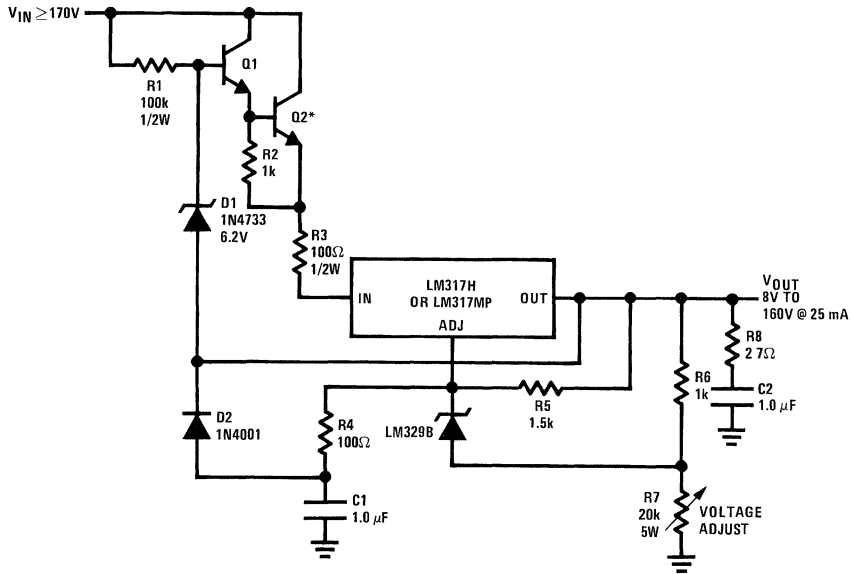 VIN ≥170V
Q1
R1
100k
1/2W
Q2*
R2
1k
D1
1N4733
6.2V
R3
100Ω
1/2W
LM317H
OR LM317MP
IN
OUT
ADJ
VOUT
8V TO
160V @ 25 mA
R8
2 7Ω
R6
1k
C2
1.0 µF
R5
1.5k
D2
1N4001
R4
100Ω
LM329B
C1
1.0 µF
R7
20k
5W
VOLTAGE
ADJUST